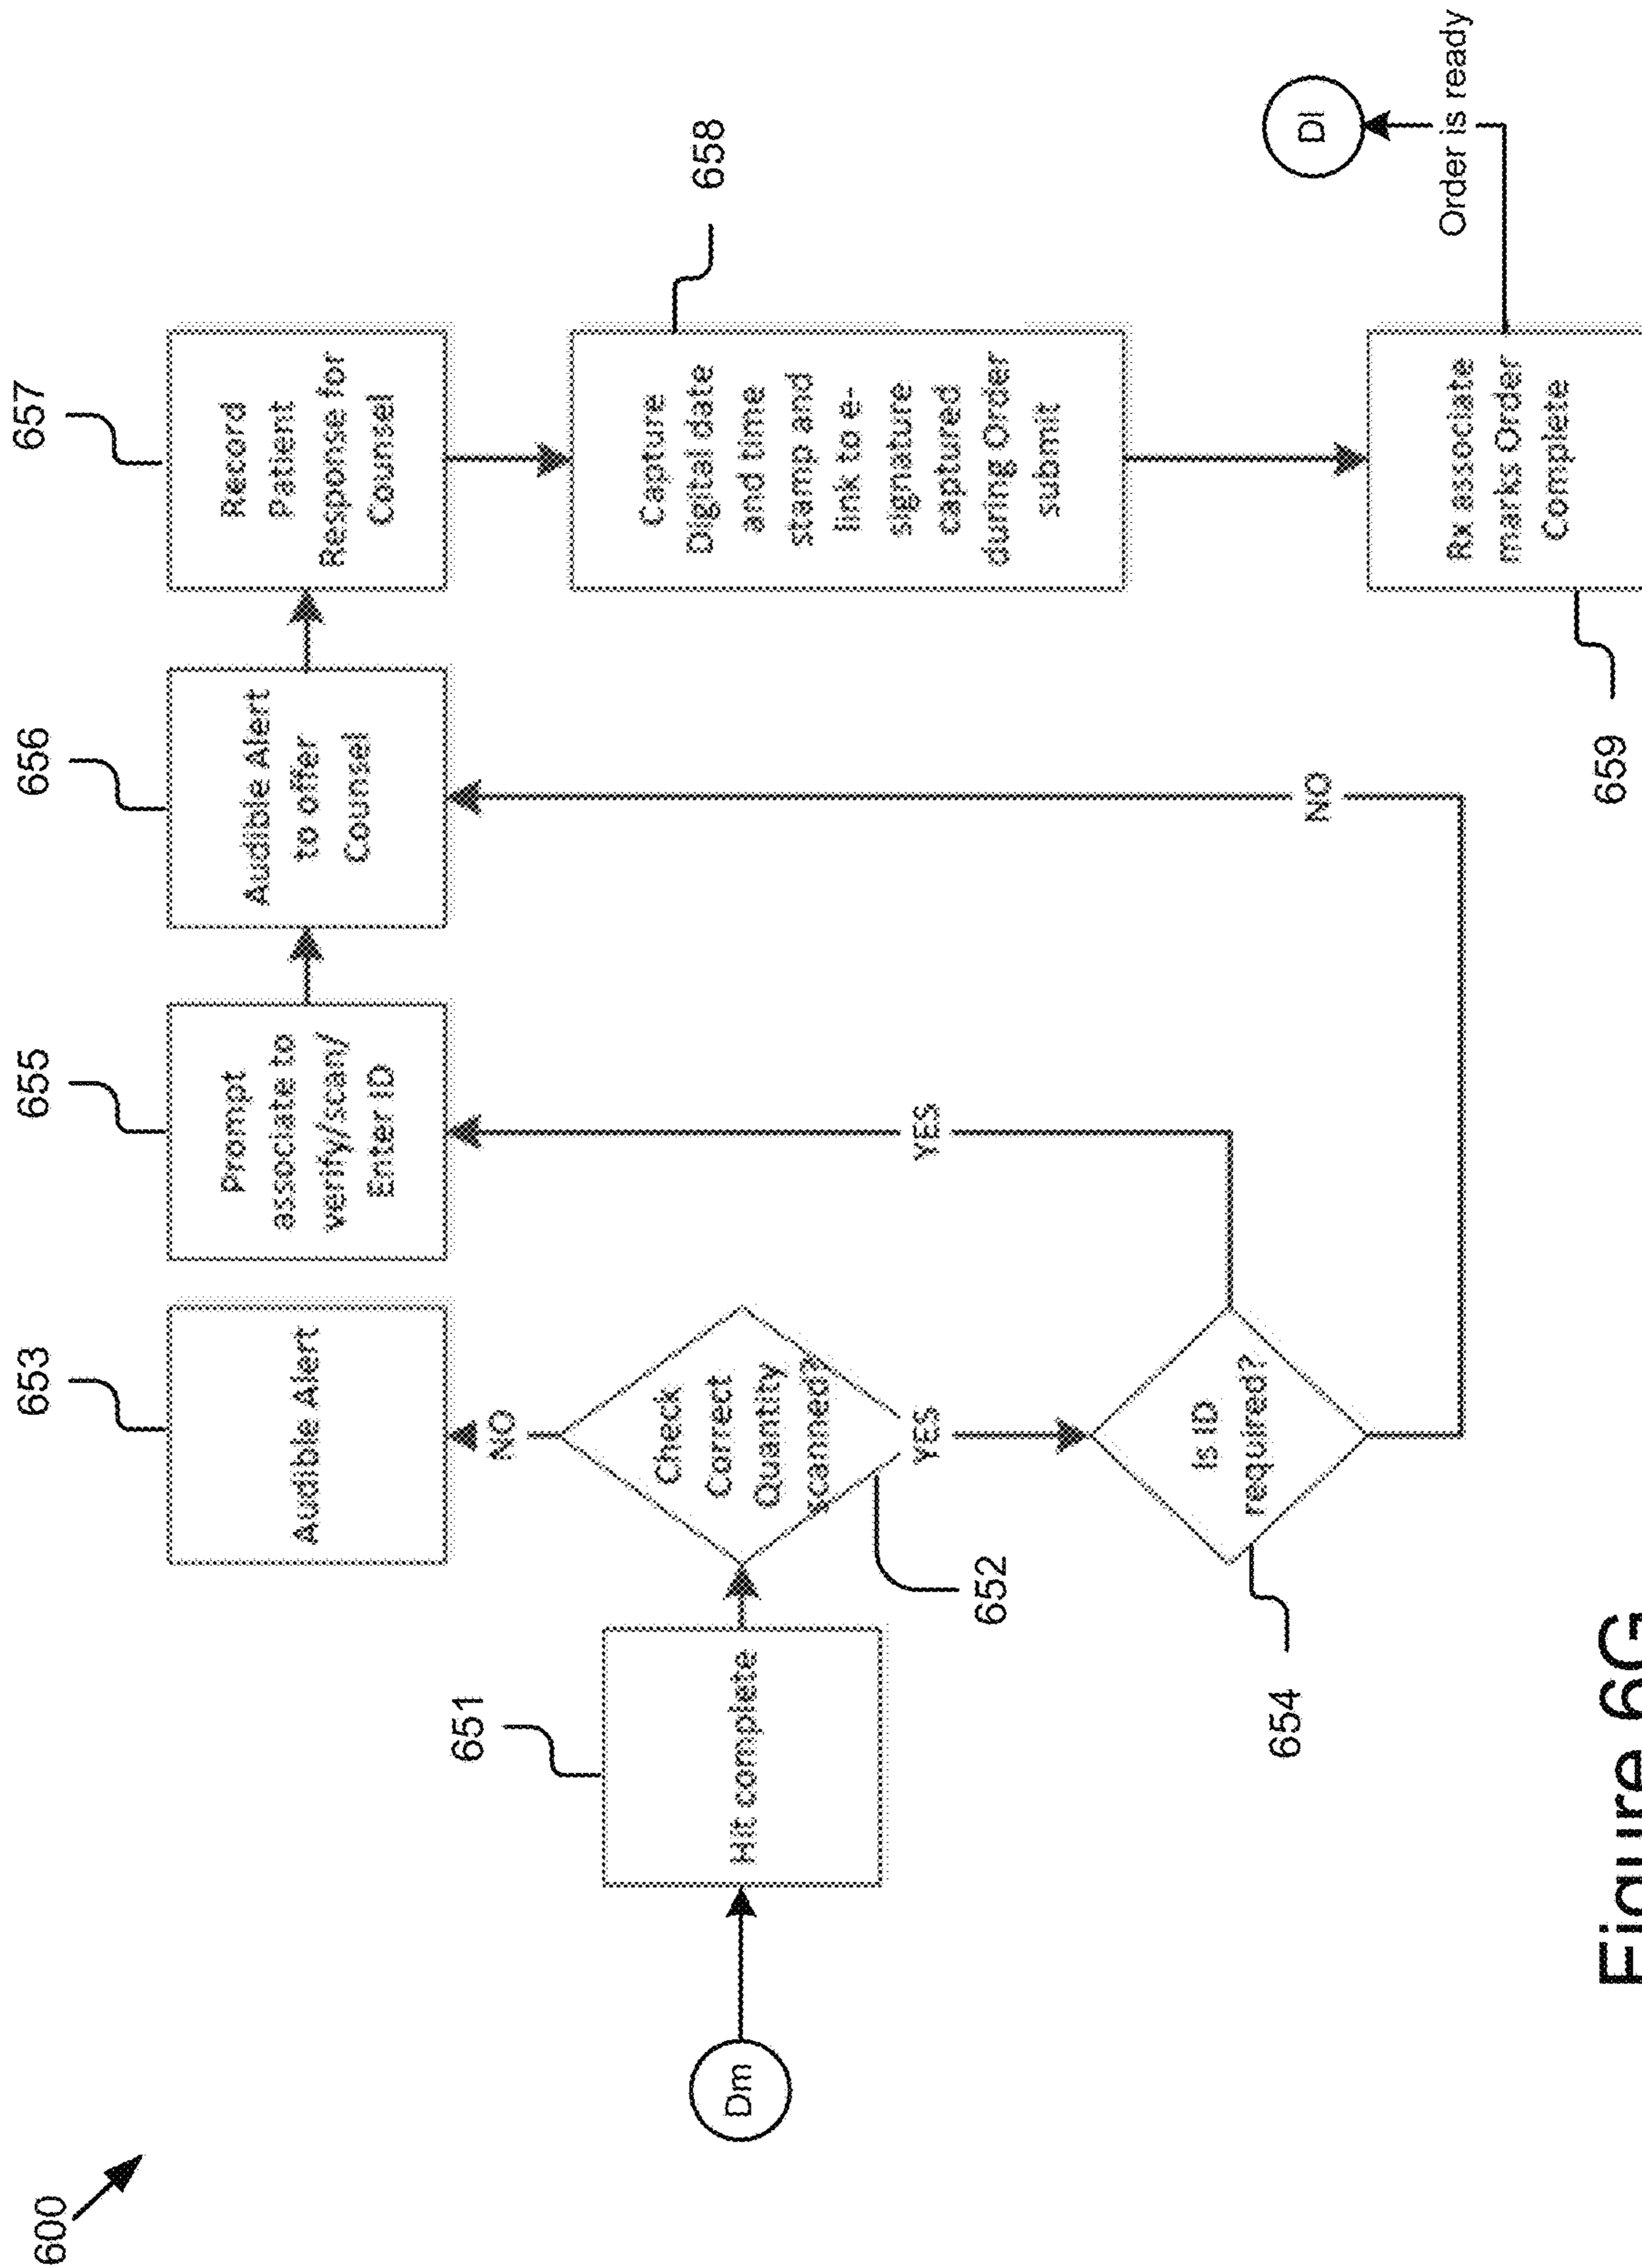 600
Dm
651
Hit complete
652
Check
Correct
Quantity
scanned?
NO
653
Audible Alert
YES
654
Is ID
required?
YES
655
Prompt
associate to
verify/scan/
Enter ID
NO
656
Audible Alert
to offer
Counsel
657
Record
Patient
Response for
Counsel
658
Capture
Digital date
and time
stamp and
link to e-
signature
captured
during Order
submit
659
Rx associate
marks Order
Complete
Order is ready
Dl
Figure 6G